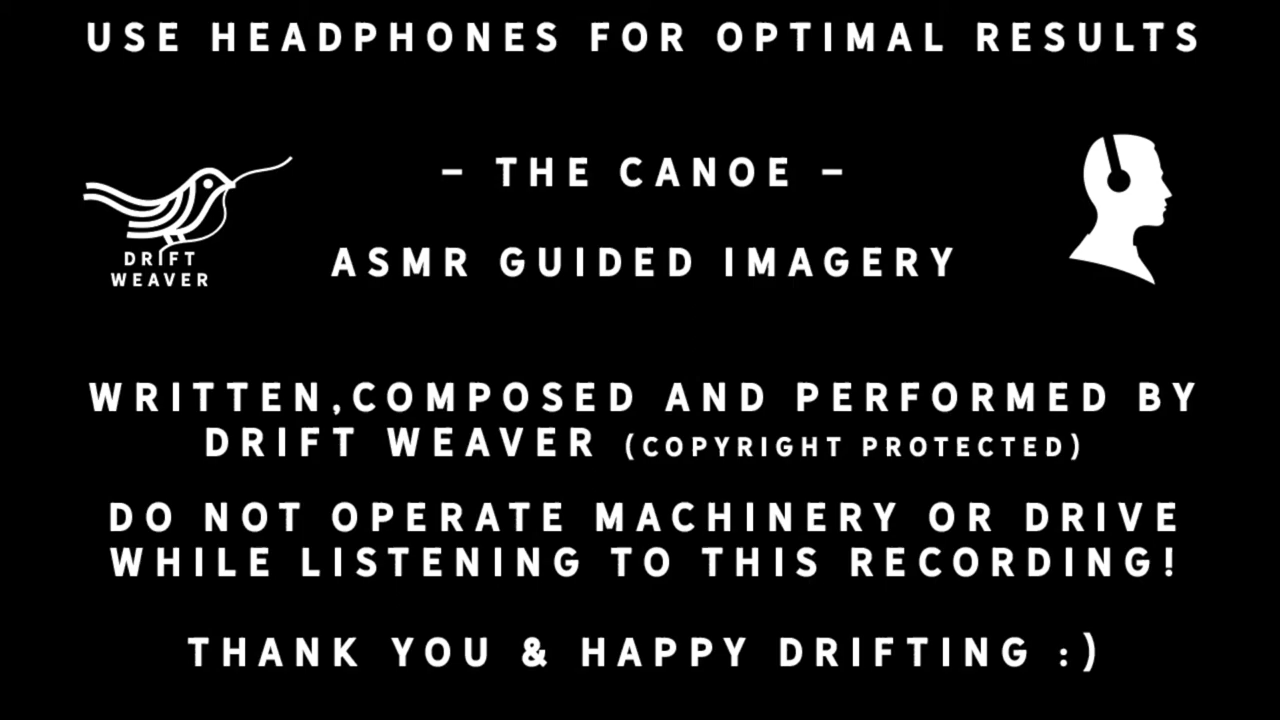 USE HEADPHONES FOR OPTIMAL RESULTS
– THE CANOE –
DRIFT
WEAVER
ASMR GUIDED IMAGERY
WRITTEN,COMPOSED AND PERFORMED BY
DRIFT WEAVER (COPYRIGHT PROTECTED)
DO NOT OPERATE MACHINERY OR DRIVE
WHILE LISTENING TO THIS RECORDING!
THANK YOU & HAPPY DRIFTING :)